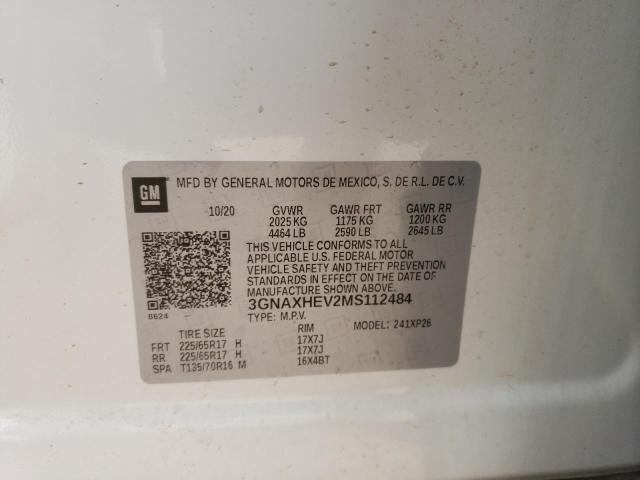 GM
MFD BY GENERAL MOTORS DE MEXICO, S. DE R.L. DE C.V.
10/20 GVWR GAWR FRT GAWR RR
2025 KG 1175 KG 1200 KG
4464 LB 2590 LB 2645 LB
THIS VEHICLE CONFORMS TO ALL
APPLICABLE U.S. FEDERAL MOTOR
VEHICLE SAFETY AND THEFT PREVENTION
STANDARDS IN EFFECT ON THE DATE OF
MANUFACTURE SHOWN ABOVE.
3GNAXHEV2MS112484
8624 TYPE: M.P.V. MODEL: 241XP26
TIRE SIZE RIM
FRT 225/65R17 H 17X7J
RR 225/65R17 H 17X7J
SPA T135/70R16 M 16X4BT